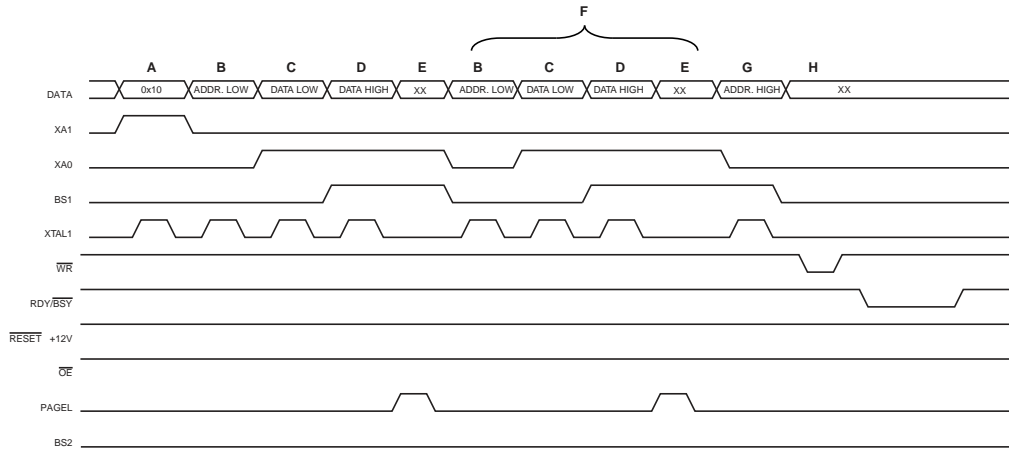 F
A B C D E B C D E G H
DATA 0x10 ADDR. LOW DATA LOW DATA HIGH XX ADDR. LOW DATA LOW DATA HIGH XX ADDR. HIGH XX
XA1
XA0
BS1
XTAL1
WR
RDY/BSY
RESET +12V
OE
PAGEL
BS2